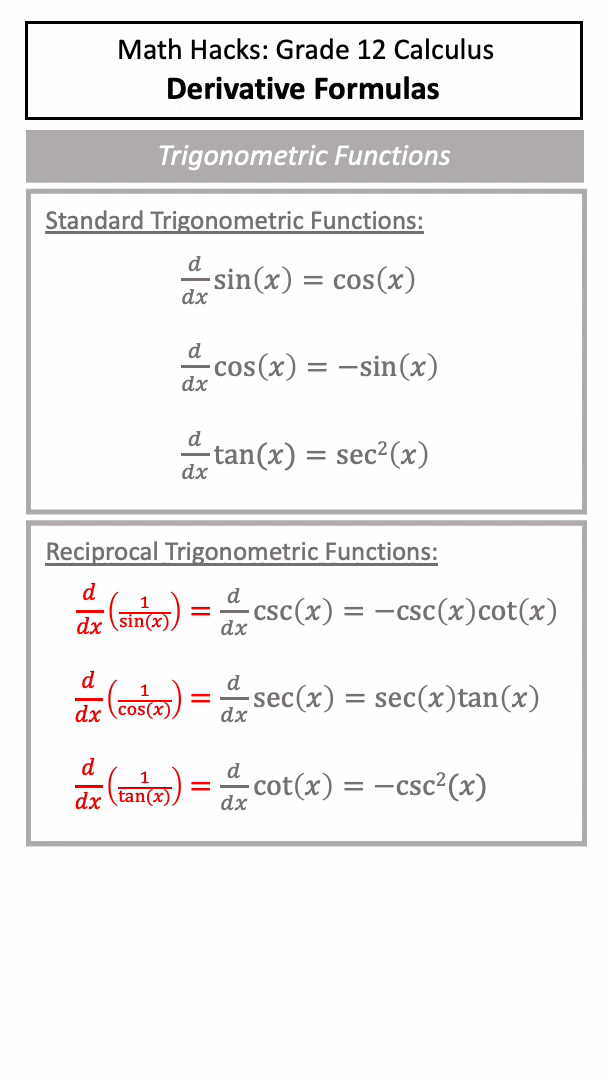 Math Hacks: Grade 12 Calculus
Derivative Formulas
Trigonometric Functions
Standard Trigonometric Functions:
d/dx sin(x) = cos(x)
d/dx cos(x) = −sin(x)
d/dx tan(x) = sec²(x)
Reciprocal Trigonometric Functions:
d/dx (1/sin(x)) = d/dx csc(x) = −csc(x)cot(x)
d/dx (1/cos(x)) = d/dx sec(x) = sec(x)tan(x)
d/dx (1/tan(x)) = d/dx cot(x) = −csc²(x)